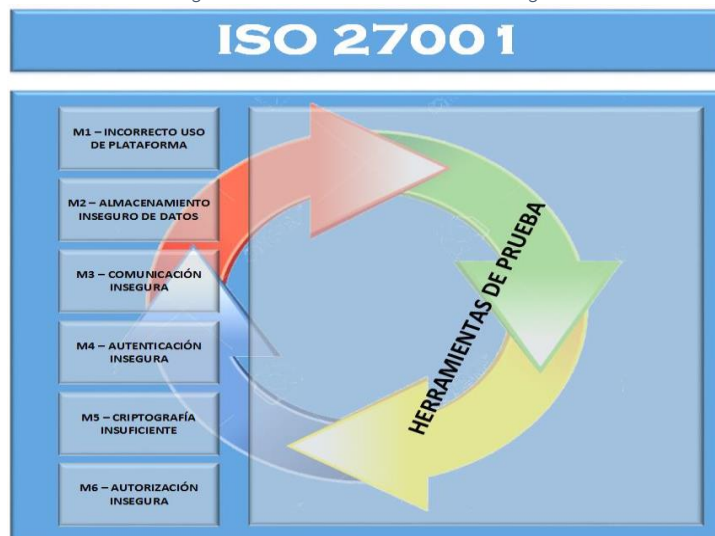 ISO 27001
M1 – INCORRECTO USO
DE PLATAFORMA
M2 – ALMACENAMIENTO
INSEGURO DE DATOS
M3 – COMUNICACIÓN
INSEGURA
M4 – AUTENTICACIÓN
INSEGURA
M5 – CRIPTOGRAFÍA
INSUFICIENTE
M6 – AUTORIZACIÓN
INSEGURA
HERRAMIENTAS DE PRUEBA